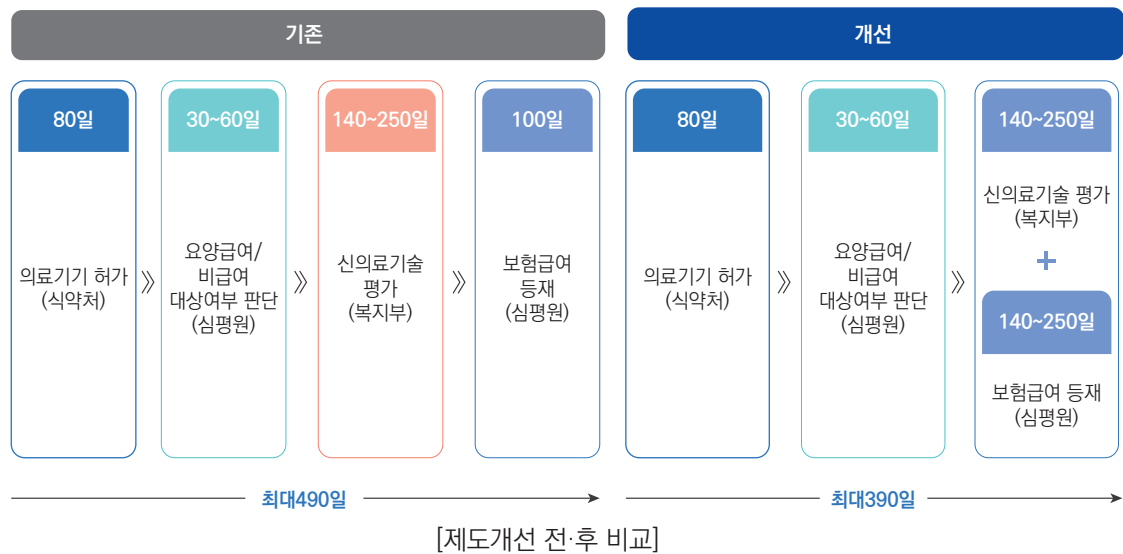 기존
80일
의료기기 허가
(식약처)
》
30~60일
요양급여/
비급여
대상여부 판단
(심평원)
》
140~250일
신의료기술
평가
(복지부)
》
100일
보험급여
등재
(심평원)
최대490일
개선
80일
의료기기 허가
(식약처)
》
30~60일
요양급여/
비급여
대상여부 판단
(심평원)
》
140~250일
신의료기술 평가
(복지부)
+
140~250일
보험급여 등재
(심평원)
최대390일
[제도개선 전·후 비교]